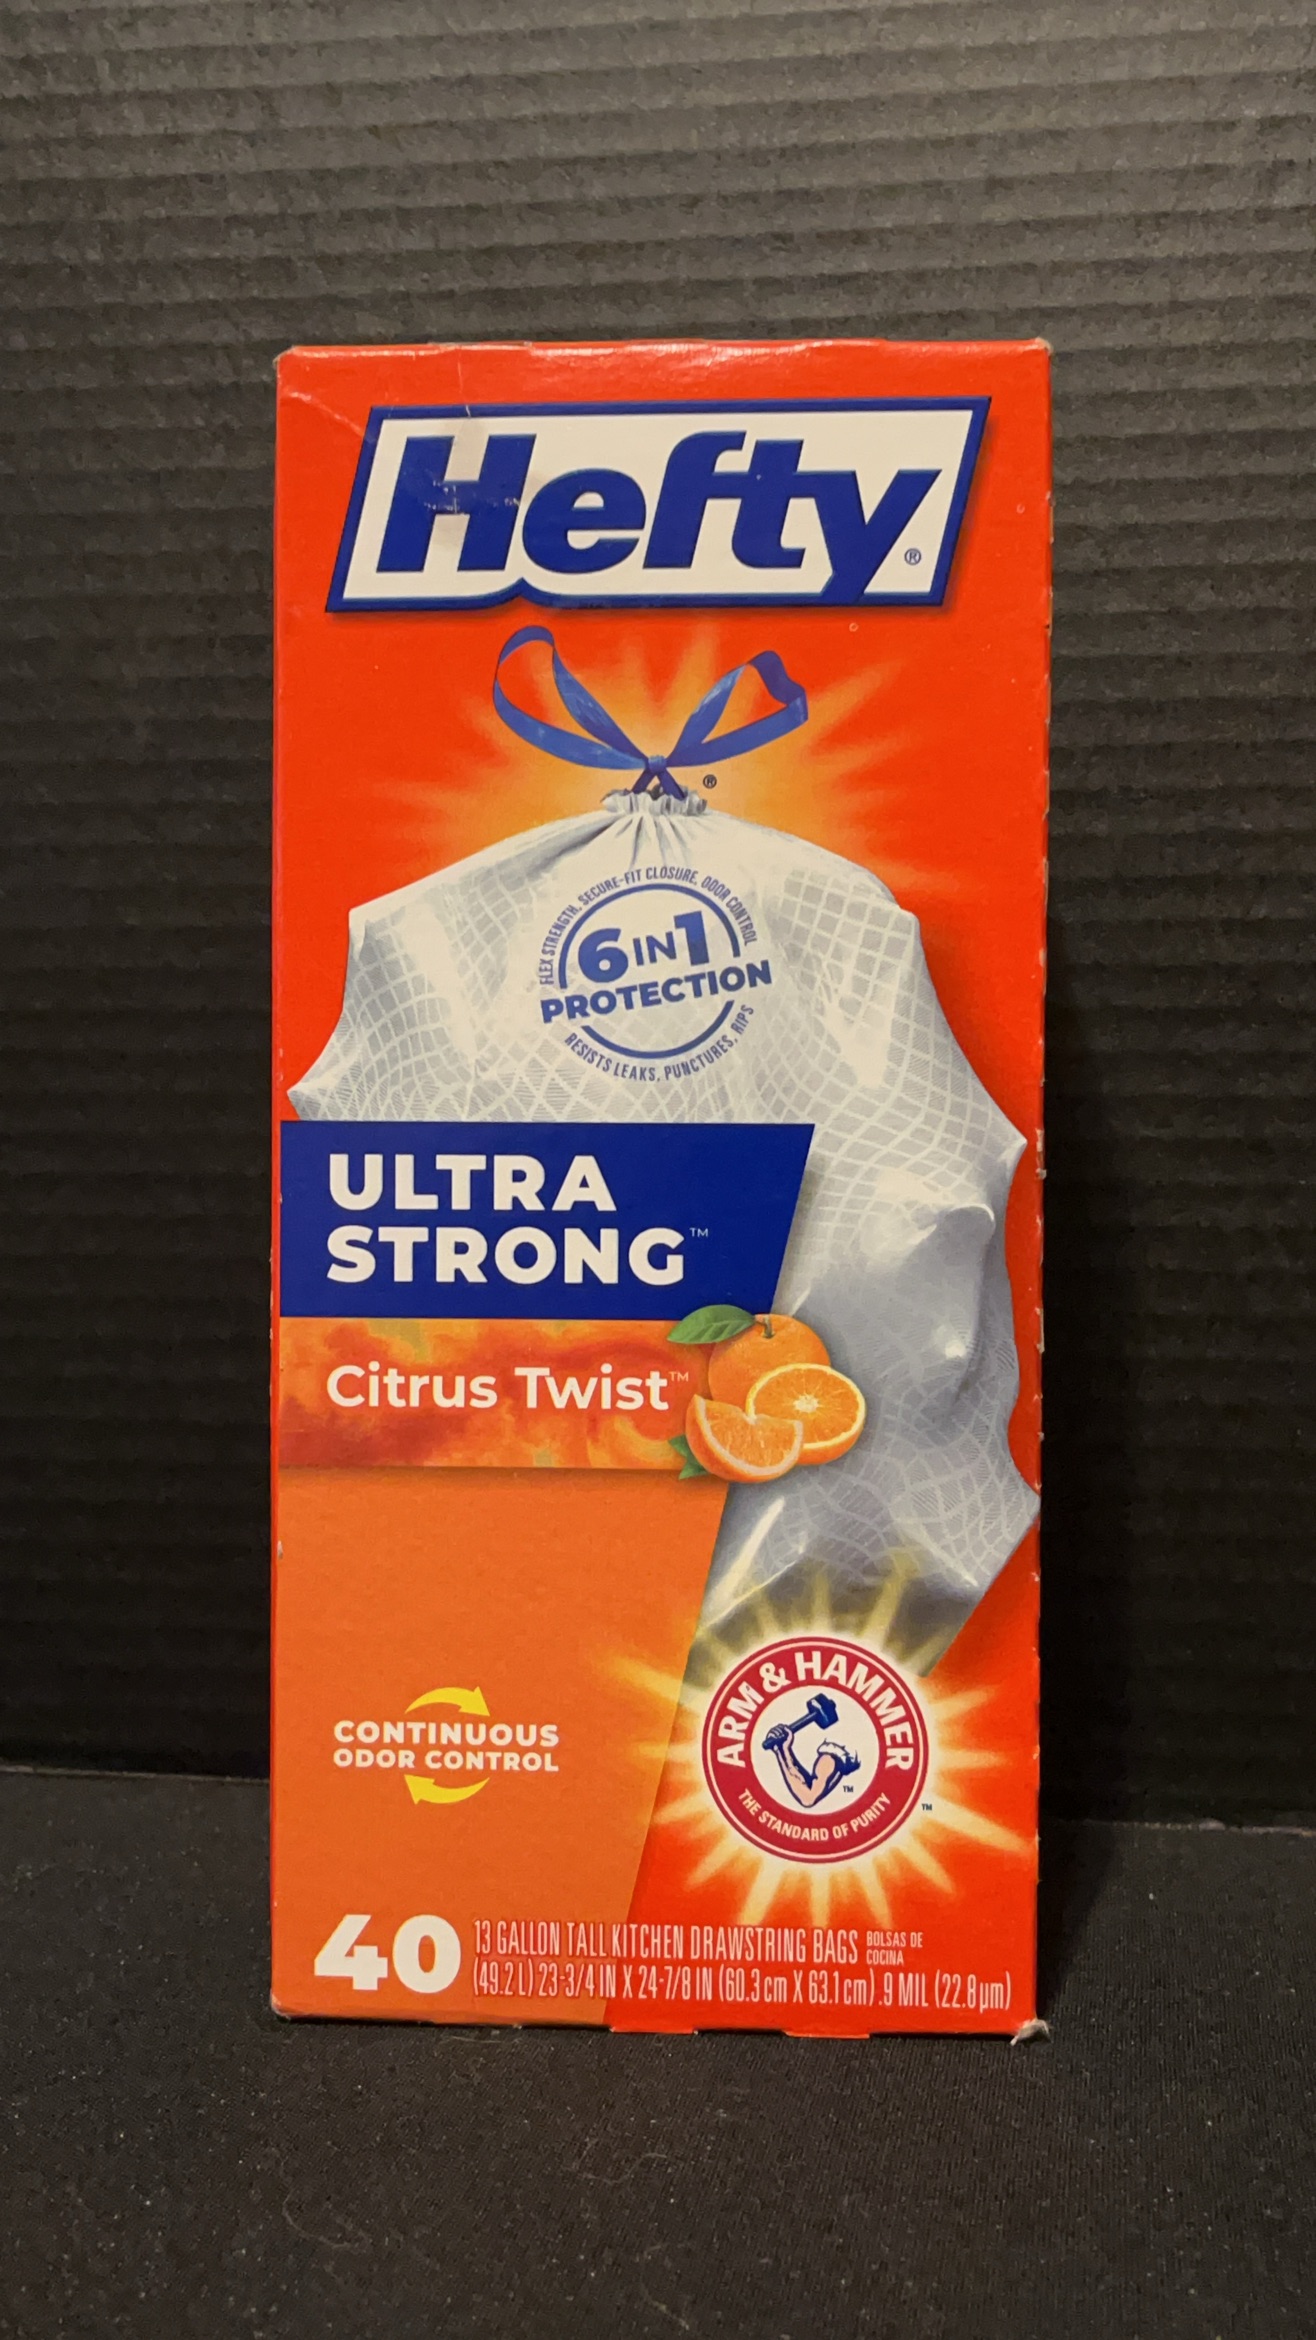 Hefty®
®
FLEX STRENGTH, SECURE-FIT CLOSURE, ODOR CONTROL
6 IN 1
PROTECTION
RESISTS LEAKS, PUNCTURES, RIPS
ULTRA
STRONG™
Citrus Twist™
CONTINUOUS
ODOR CONTROL
ARM & HAMMER
™
THE STANDARD OF PURITY
™
40
13 GALLON TALL KITCHEN DRAWSTRING BAGS
BOLSAS DE
COCINA
(49.2 L) 23-3/4 IN X 24-7/8 IN (60.3 cm X 63.1 cm) .9 MIL (22.8 µm)